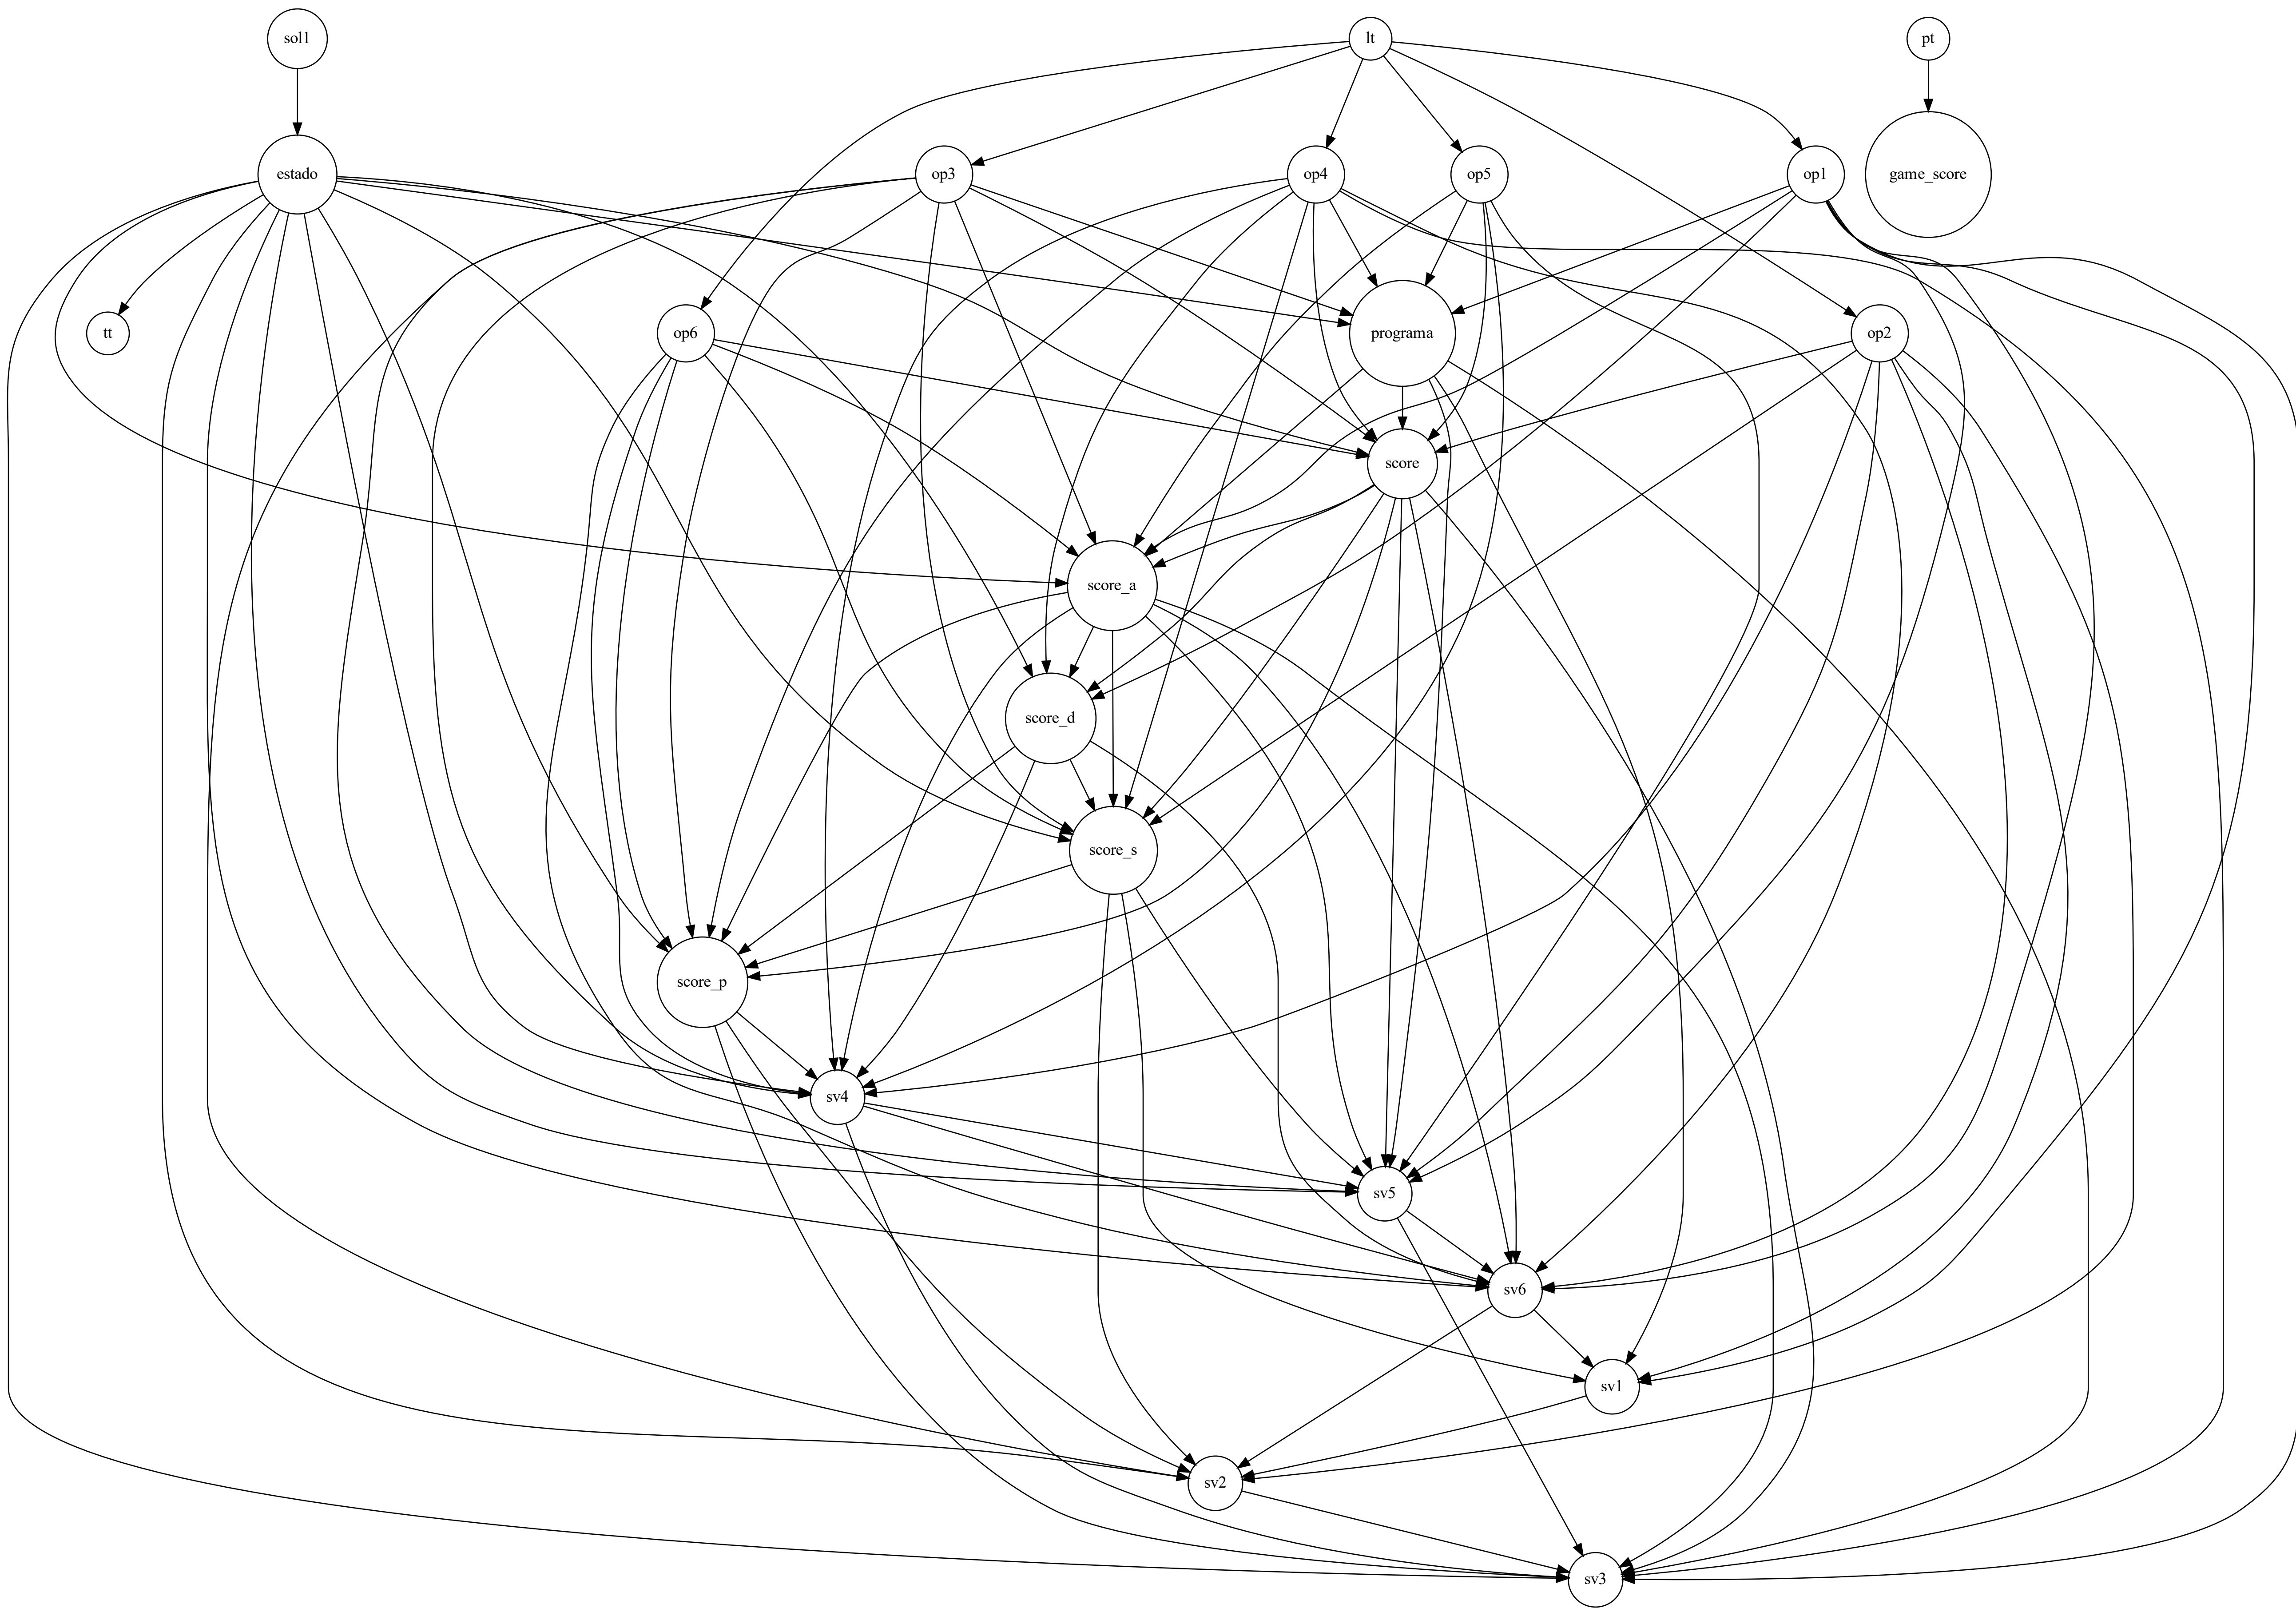 sol1
lt
pt
estado
op3
op4
op5
op1
game_score
tt
op6
programa
op2
score
score_a
score_d
score_s
score_p
sv4
sv5
sv6
sv1
sv2
sv3